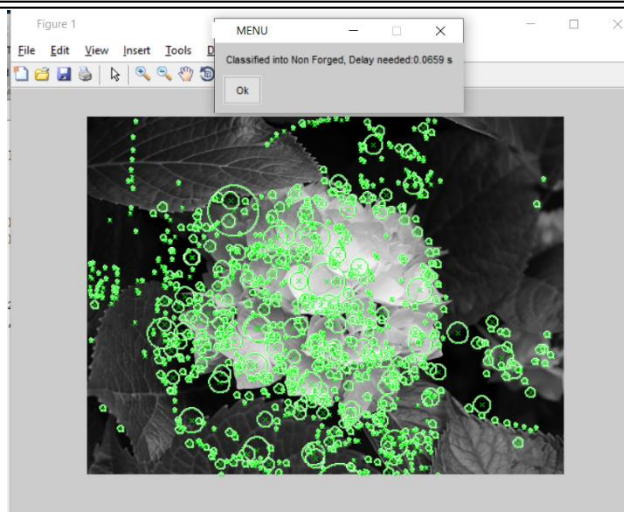 Figure 1
MENU
File Edit View Insert Tools D
Classified into Non Forged, Delay needed:0.0659 s
Ok